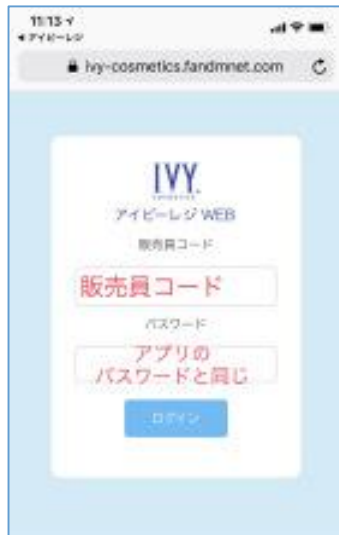 11:13
アイビーレジ
ivy-cosmetics.fandmnet.com
IVY
COSMETICS
アイビーレジ WEB
販売員コード
販売員コード
パスワード
アプリの
パスワードと同じ
ログイン